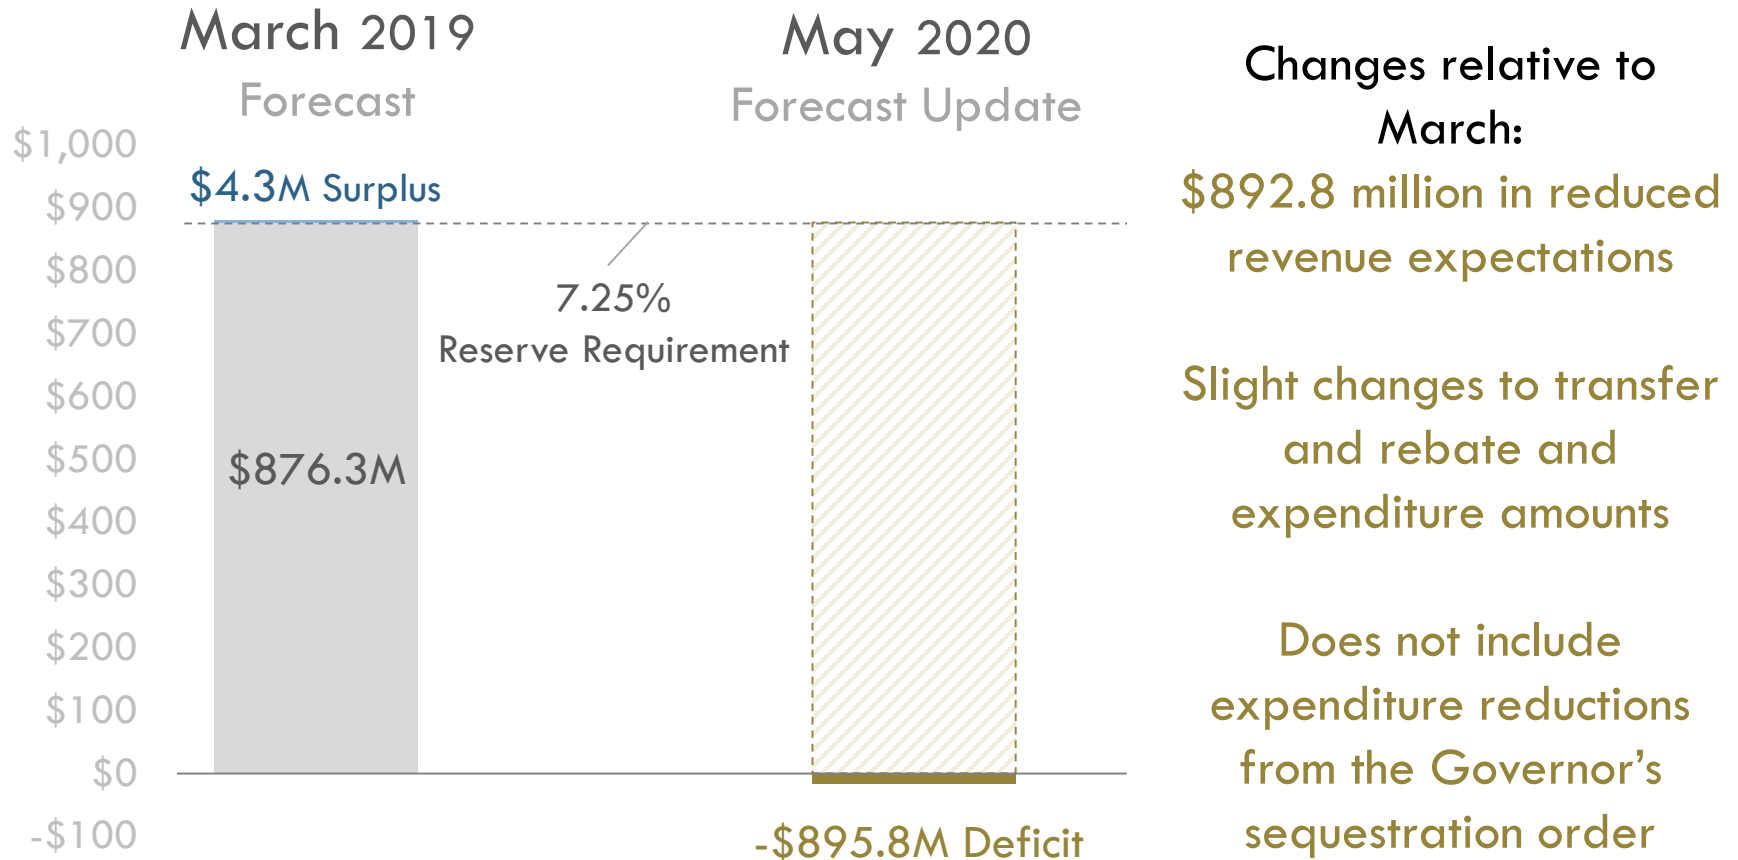 March 2019
Forecast
May 2020
Forecast Update
$1,000
$900
$800
$700
$600
$500
$400
$300
$200
$100
$0
-$100
$4.3M Surplus
7.25%
Reserve Requirement
$876.3M
-$895.8M Deficit
Changes relative to
March:
$892.8 million in reduced
revenue expectations
Slight changes to transfer
and rebate and
expenditure amounts
Does not include
expenditure reductions
from the Governor’s
sequestration order